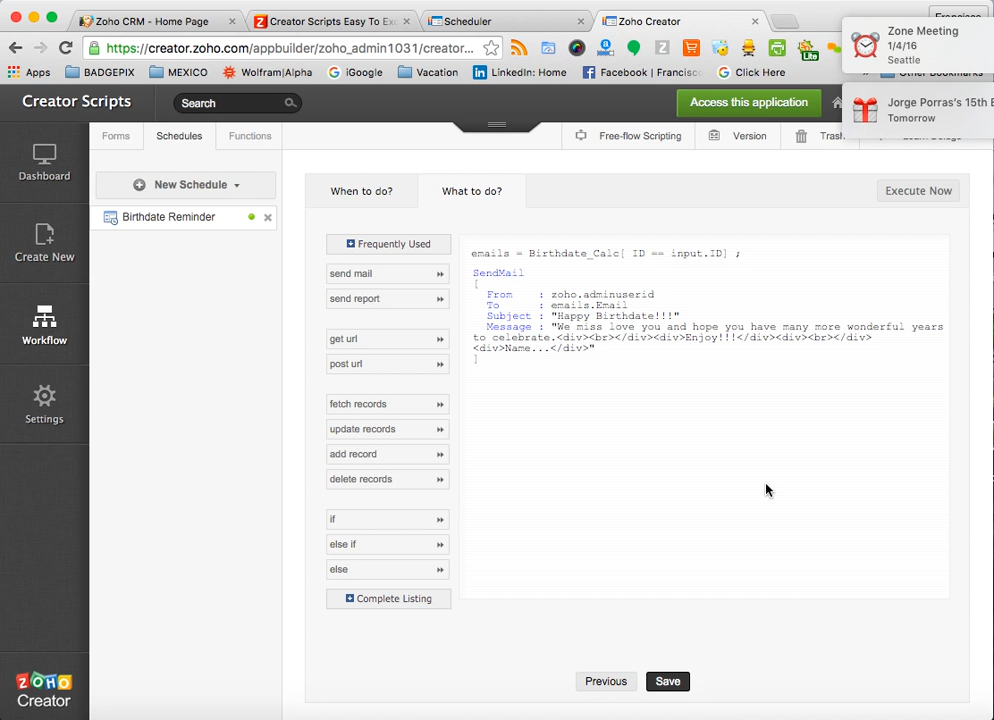 Zoho CRM - Home Page
Creator Scripts Easy To Exc
Scheduler
Zoho Creator
https://creator.zoho.com/appbuilder/zoho_admin1031/creator...
Zone Meeting
1/4/16
Seattle
Apps
BADGEPIX
MEXICO
Wolfram|Alpha
iGoogle
Vacation
LinkedIn: Home
Facebook | Francisc
Click Here
Other Bookmarks
Jorge Porras's 15th
Tomorrow
Creator Scripts
Search
Access this application
Forms
Schedules
Functions
Free-flow Scripting
Version
Dashboard
Create New
Workflow
Settings
ZOHO
Creator
New Schedule
Birthdate Reminder
When to do?
What to do?
Execute Now
Frequently Used
send mail
send report
get url
post url
fetch records
update records
add record
delete records
if
else if
else
Complete Listing
emails = Birthdate_Calc[ ID == input.ID] ;
SendMail
[
From : zoho.adminuserid
To : emails.Email
Subject : "Happy Birthdate!!!"
Message : "We miss love you and hope you have many more wonderful years
to celebrate.<div><br></div><div>Enjoy!!!</div><div><br></div>
<div>Name...</div>"
]
Previous
Save